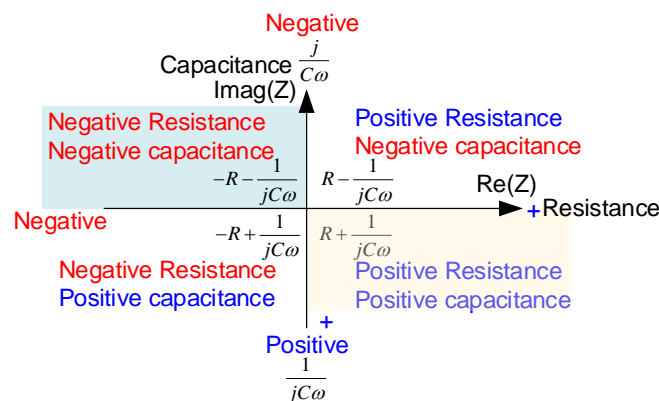 Negative
Capacitance j/Cω
Imag(Z)
Negative Resistance
Negative capacitance
Positive Resistance
Negative capacitance
-R - 1/jCω
R - 1/jCω
Re(Z)
Negative
+ Resistance
-R + 1/jCω
R + 1/jCω
Negative Resistance
Positive capacitance
Positive Resistance
Positive capacitance
+
Positive
1/jCω